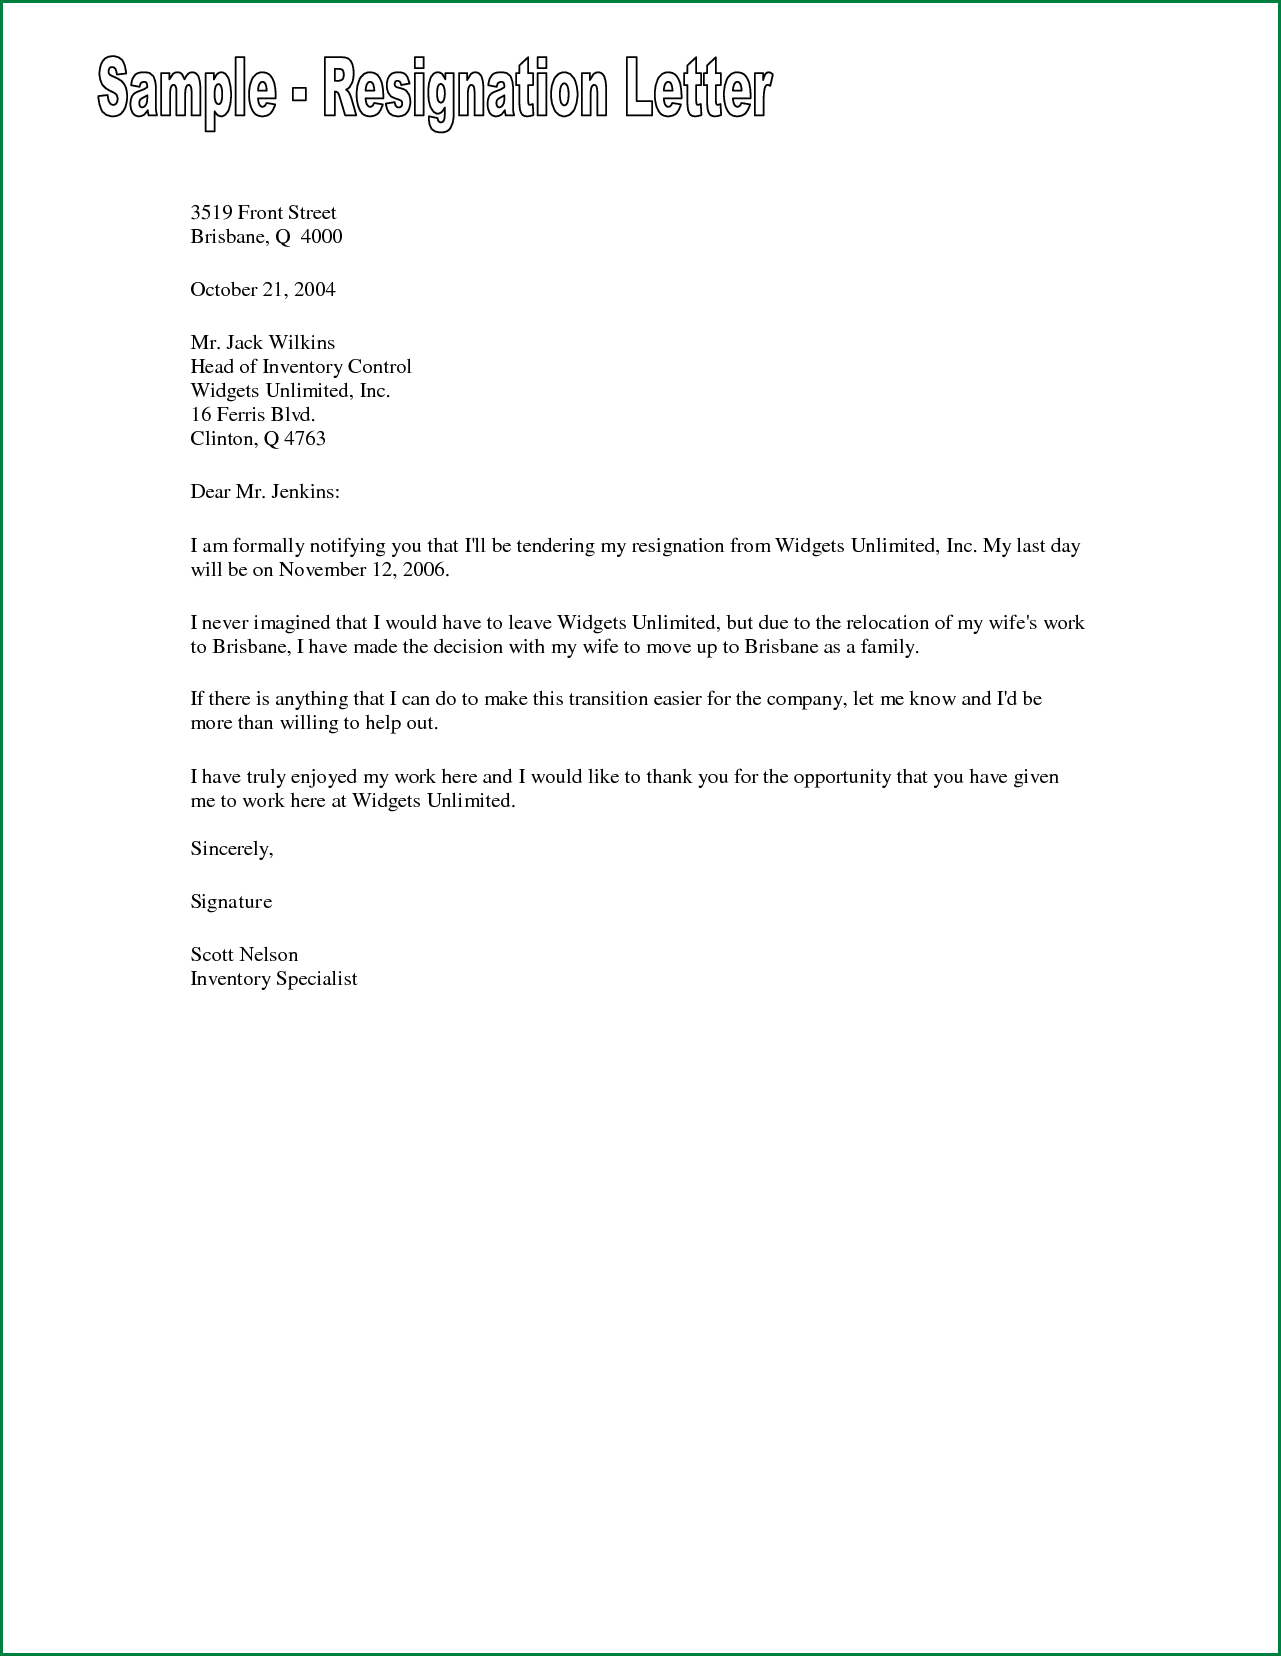 Sample - Resignation Letter
3519 Front Street
Brisbane, Q  4000
October 21, 2004
Mr. Jack Wilkins
Head of Inventory Control
Widgets Unlimited, Inc.
16 Ferris Blvd.
Clinton, Q 4763
Dear Mr. Jenkins:
I am formally notifying you that I'll be tendering my resignation from Widgets Unlimited, Inc. My last day
will be on November 12, 2006.
I never imagined that I would have to leave Widgets Unlimited, but due to the relocation of my wife's work
to Brisbane, I have made the decision with my wife to move up to Brisbane as a family.
If there is anything that I can do to make this transition easier for the company, let me know and I'd be
more than willing to help out.
I have truly enjoyed my work here and I would like to thank you for the opportunity that you have given
me to work here at Widgets Unlimited.
Sincerely,
Signature
Scott Nelson
Inventory Specialist